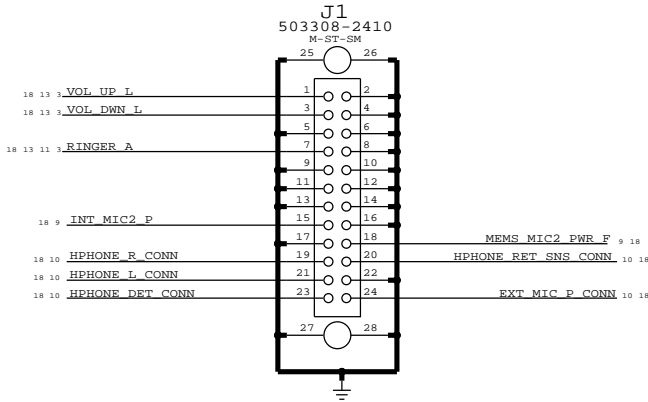 J1
503308-2410
M-ST-SM
25 26
18 13 3 VOL_UP_L 1 2
18 13 3 VOL_DWN_L 3 4
5 6
18 13 11 3 RINGER_A 7 8
9 10
11 12
13 14
18 9 INT_MIC2_P 15 16
17 18 MEMS_MIC2_PWR_F 9 18
18 10 HPHONE_R_CONN 19 20 HPHONE_RET_SNS_CONN 10 18
18 10 HPHONE_L_CONN 21 22
18 10 HPHONE_DET_CONN 23 24 EXT_MIC_P_CONN 10 18
27 28